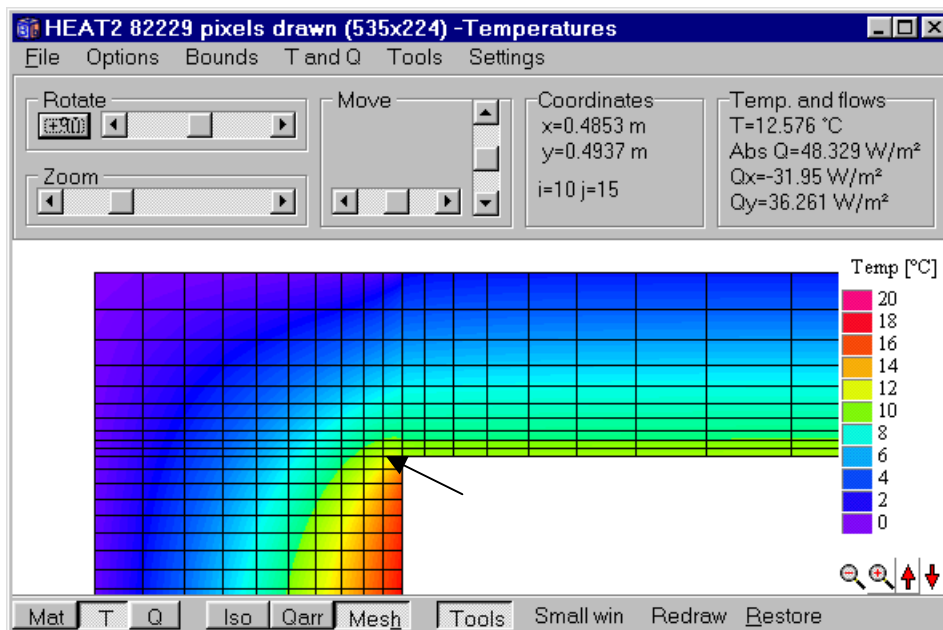 HEAT2 82229 pixels drawn (535x224) -Temperatures
File Options Bounds T and Q Tools Settings
Rotate
+90
Zoom
Move
Coordinates
x=0.4853 m
y=0.4937 m
i=10 j=15
Temp. and flows
T=12.576 °C
Abs Q=48.329 W/m²
Qx=-31.95 W/m²
Qy=36.261 W/m²
Temp [°C]
20
18
16
14
12
10
8
6
4
2
0
Mat T Q Iso Qarr Mesh Tools Small win Redraw Restore